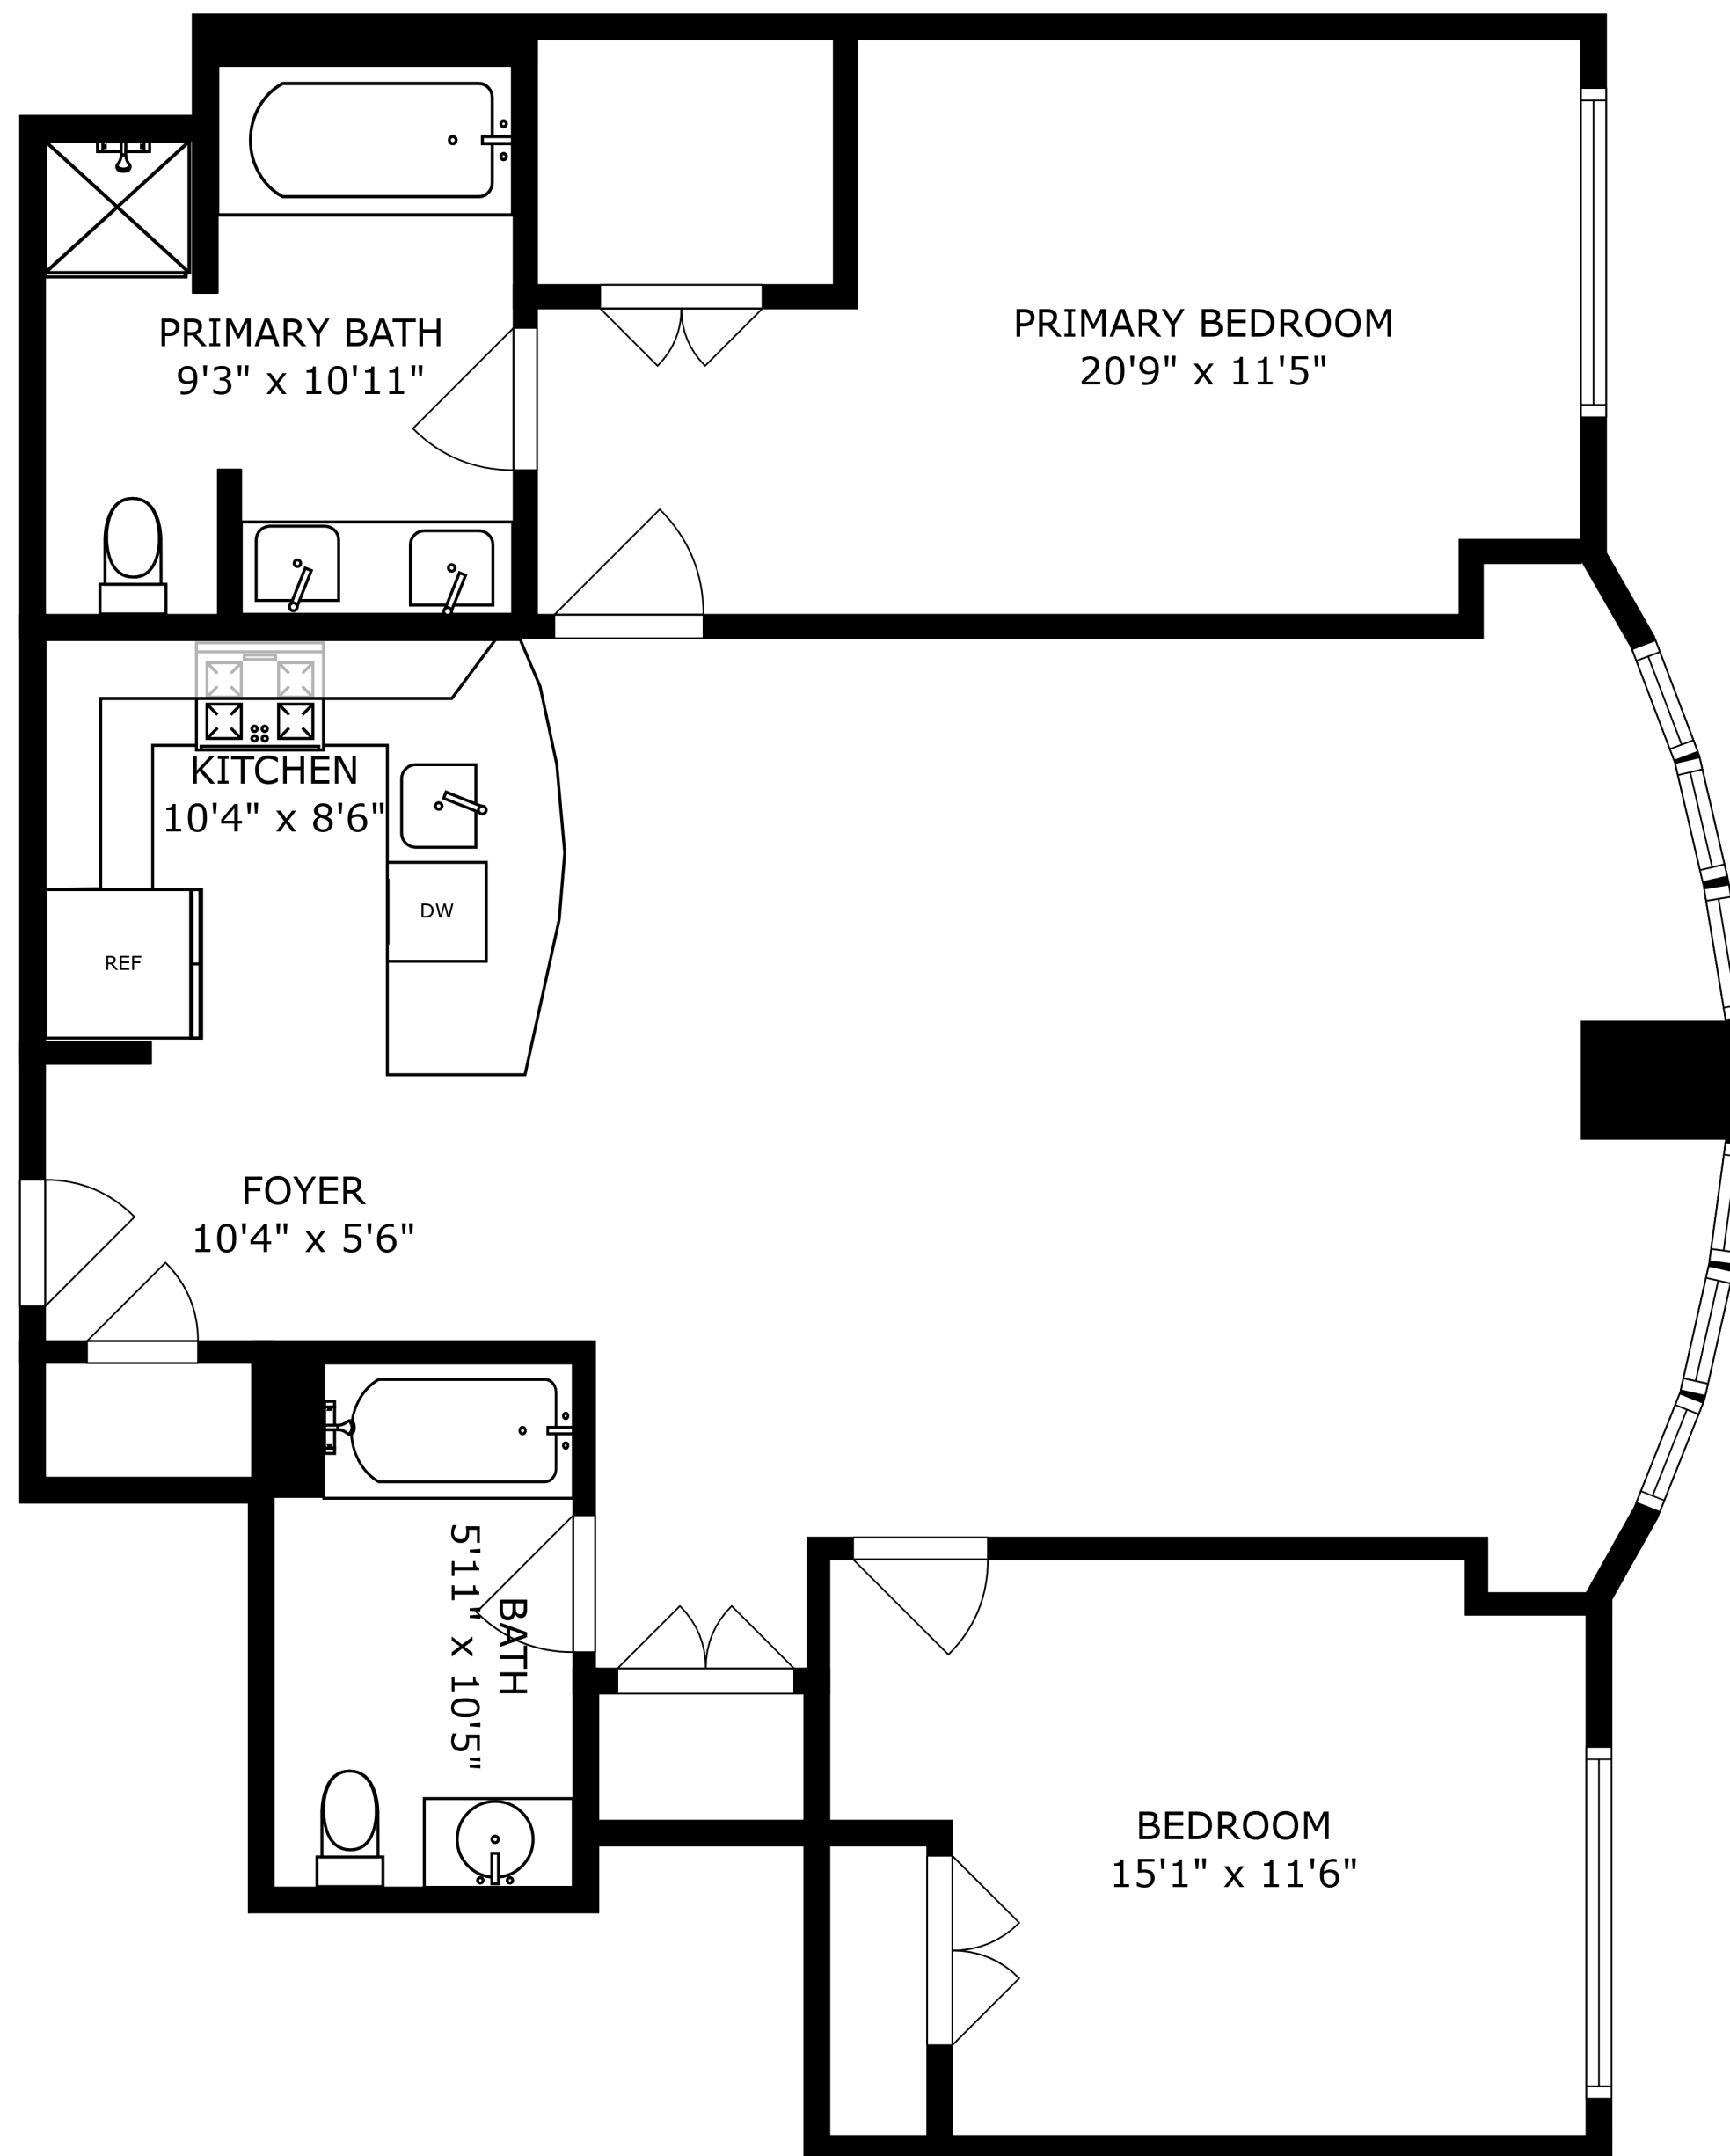 PRIMARY BATH
9'3" x 10'11"
PRIMARY BEDROOM
20'9" x 11'5"
KITCHEN
10'4" x 8'6"
DW
REF
FOYER
10'4" x 5'6"
BATH
5'11" x 10'5"
BEDROOM
15'1" x 11'6"